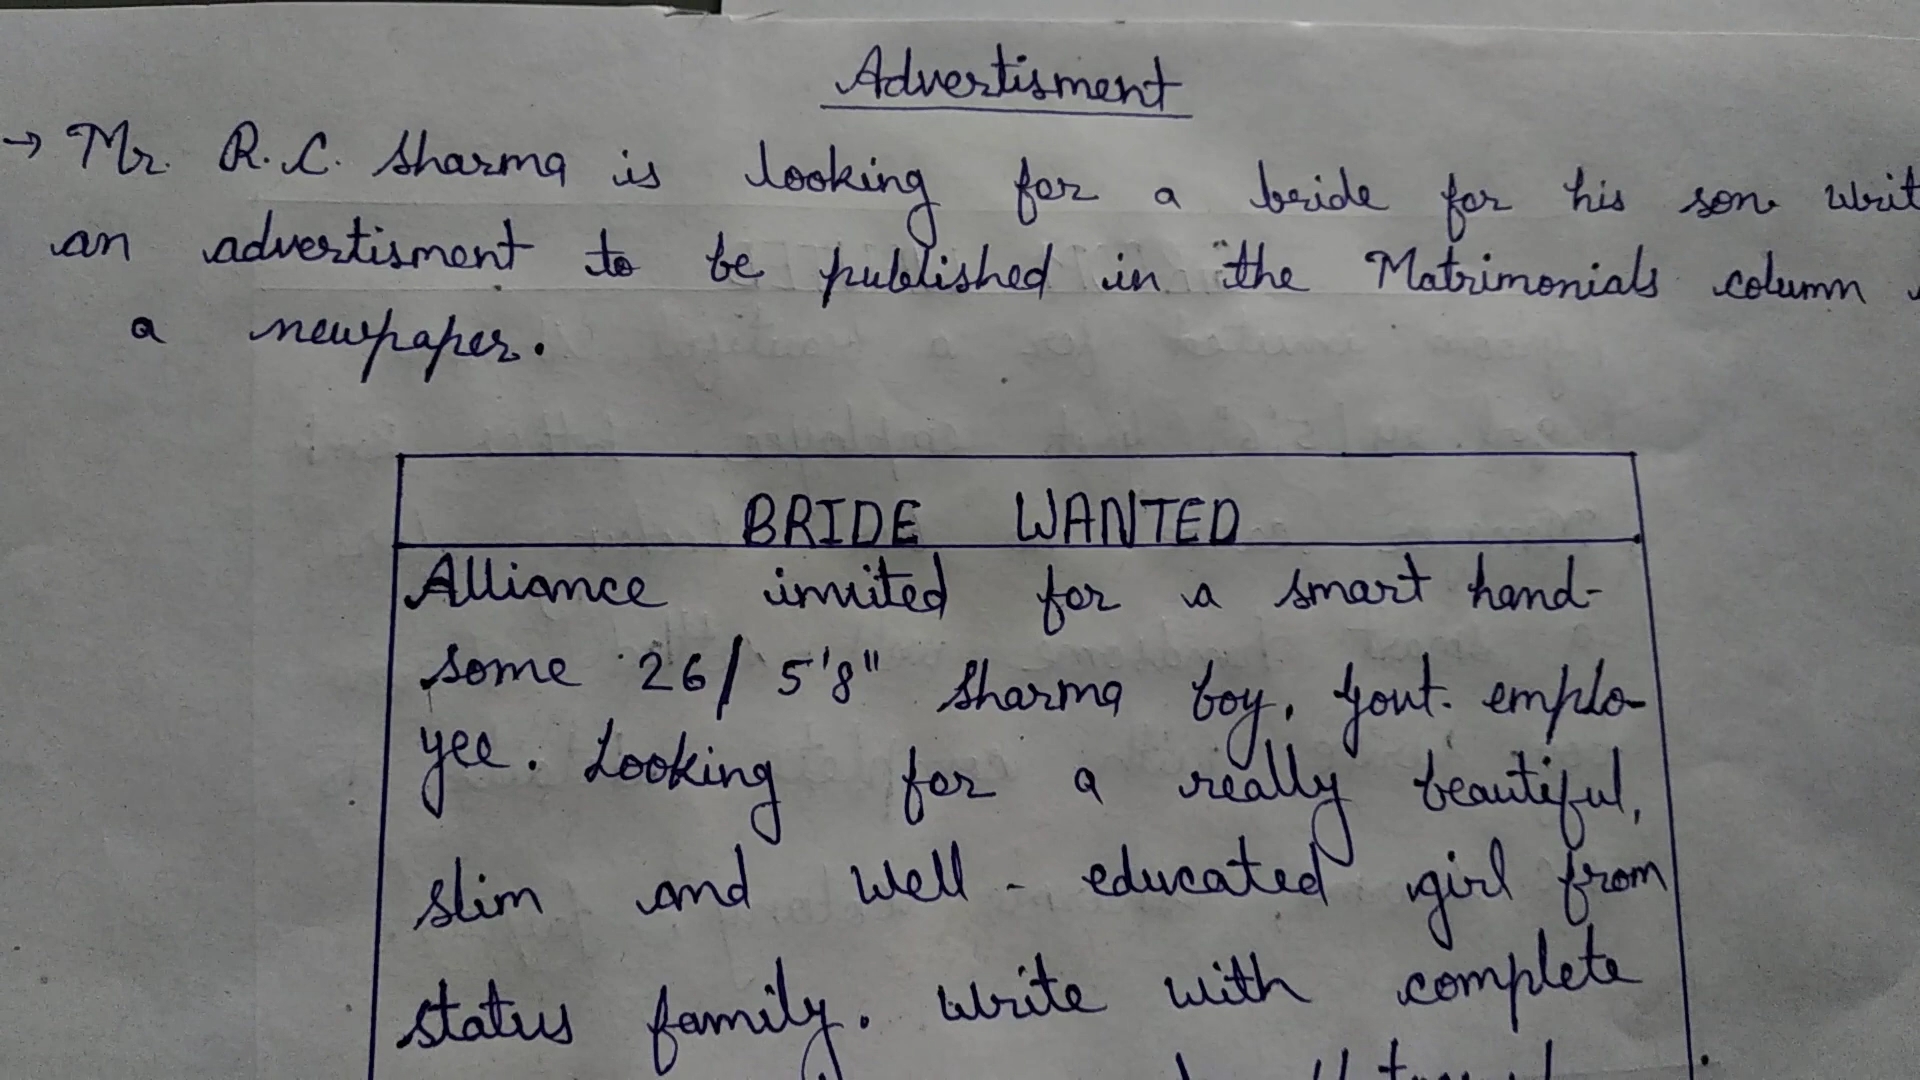 Advertisment
→ Mr. R.C. Sharma is looking for a bride for his son writ
an advertisment to be published in the Matrimonials column
a newpaper.
BRIDE WANTED
Alliance invited for a smart hand-
some 26/ 5'8" Sharma boy, Govt. emplo-
yee. Looking for a really beautiful,
slim and well - educated girl from
status family. Write with complete